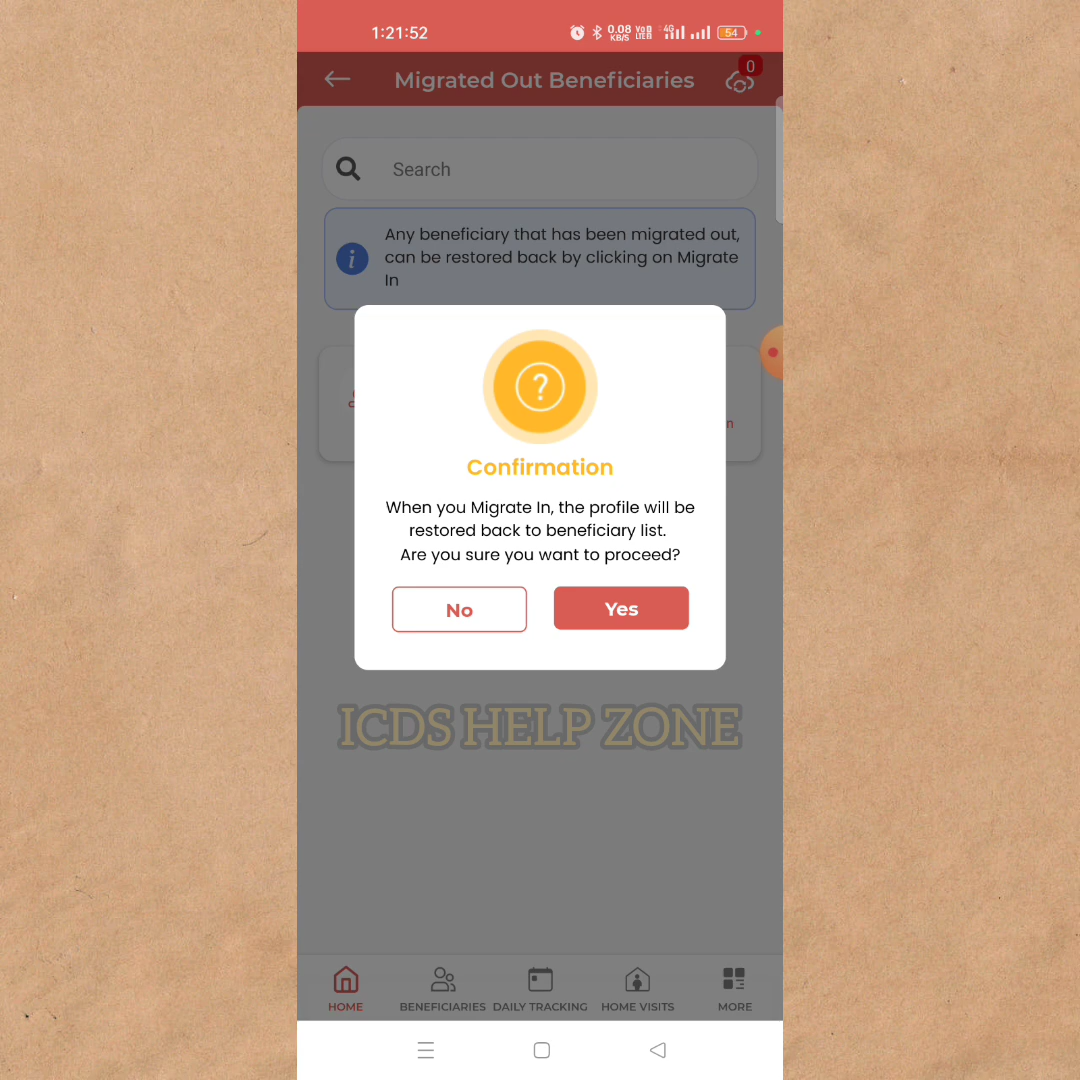 1:21:52
0.08
KB/S
4G
54
Migrated Out Beneficiaries
0
Search
Any beneficiary that has been migrated out,
can be restored back by clicking on Migrate
In
n
Confirmation
When you Migrate In, the profile will be
restored back to beneficiary list.
Are you sure you want to proceed?
No Yes
ICDS HELP ZONE
HOME BENEFICIARIES DAILY TRACKING HOME VISITS MORE